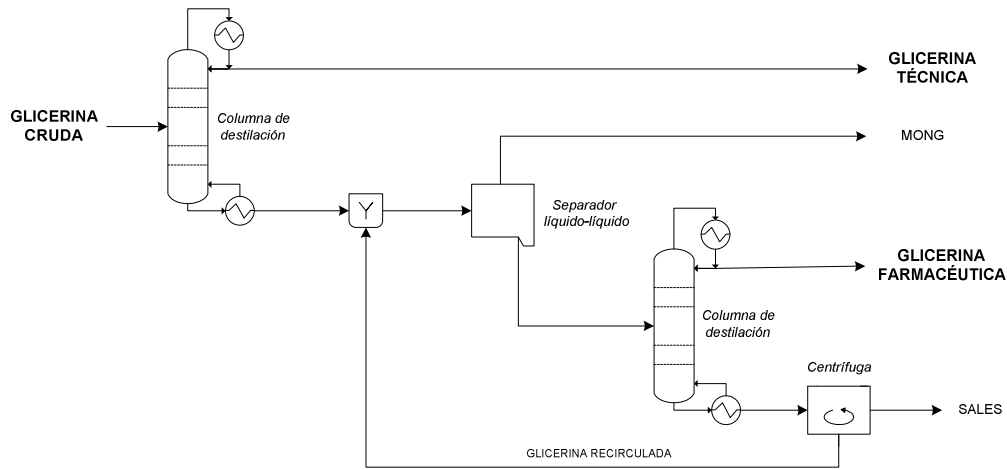 GLICERINA
TÉCNICA
GLICERINA
CRUDA
Columna de
destilación
MONG
Separador
líquido-líquido
GLICERINA
FARMACÉUTICA
Columna de
destilación
Centrífuga
SALES
GLICERINA RECIRCULADA